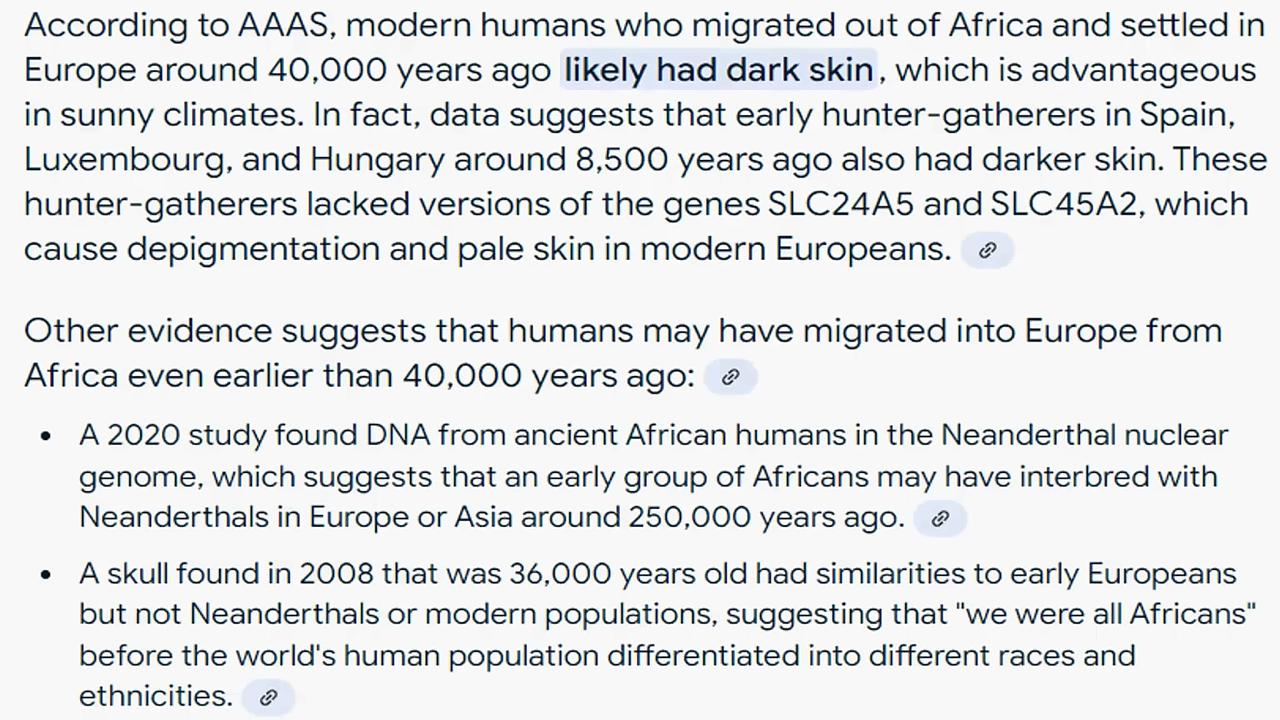 According to AAAS, modern humans who migrated out of Africa and settled in
Europe around 40,000 years ago likely had dark skin, which is advantageous
in sunny climates. In fact, data suggests that early hunter-gatherers in Spain,
Luxembourg, and Hungary around 8,500 years ago also had darker skin. These
hunter-gatherers lacked versions of the genes SLC24A5 and SLC45A2, which
cause depigmentation and pale skin in modern Europeans.
Other evidence suggests that humans may have migrated into Europe from
Africa even earlier than 40,000 years ago:
• A 2020 study found DNA from ancient African humans in the Neanderthal nuclear
genome, which suggests that an early group of Africans may have interbred with
Neanderthals in Europe or Asia around 250,000 years ago.
• A skull found in 2008 that was 36,000 years old had similarities to early Europeans
but not Neanderthals or modern populations, suggesting that "we were all Africans"
before the world's human population differentiated into different races and
ethnicities.